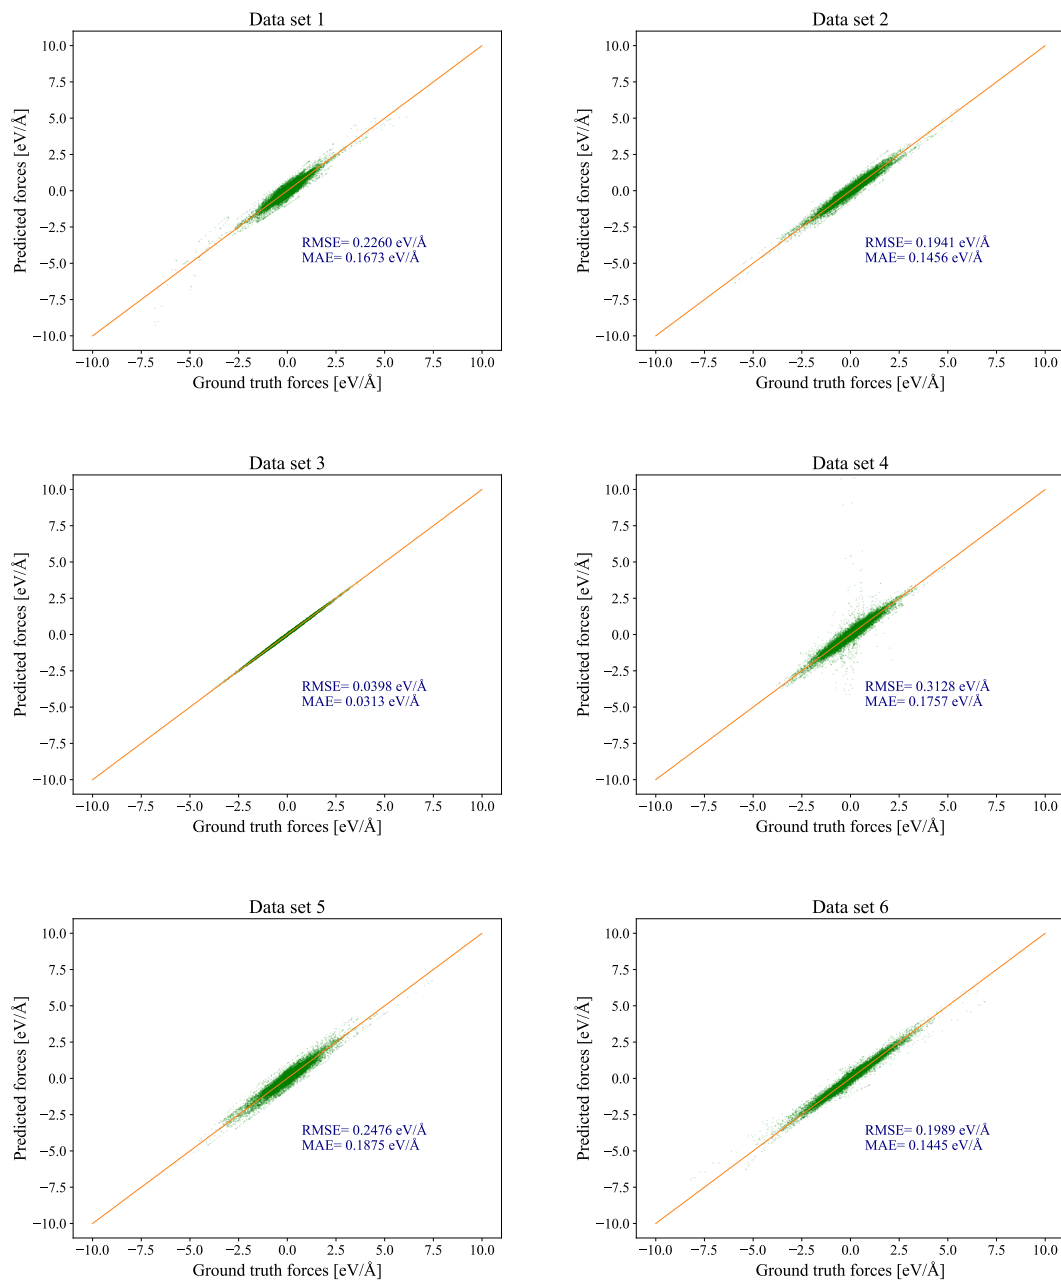 Data set 1
10.0
7.5
5.0
2.5
0.0
−2.5
−5.0
−7.5
−10.0
Predicted forces [eV/Å]
RMSE= 0.2260 eV/Å
MAE= 0.1673 eV/Å
−10.0 −7.5 −5.0 −2.5 0.0 2.5 5.0 7.5 10.0
Ground truth forces [eV/Å]
Data set 2
10.0
7.5
5.0
2.5
0.0
−2.5
−5.0
−7.5
−10.0
Predicted forces [eV/Å]
RMSE= 0.1941 eV/Å
MAE= 0.1456 eV/Å
−10.0 −7.5 −5.0 −2.5 0.0 2.5 5.0 7.5 10.0
Ground truth forces [eV/Å]
Data set 3
10.0
7.5
5.0
2.5
0.0
−2.5
−5.0
−7.5
−10.0
Predicted forces [eV/Å]
RMSE= 0.0398 eV/Å
MAE= 0.0313 eV/Å
−10.0 −7.5 −5.0 −2.5 0.0 2.5 5.0 7.5 10.0
Ground truth forces [eV/Å]
Data set 4
10.0
7.5
5.0
2.5
0.0
−2.5
−5.0
−7.5
−10.0
Predicted forces [eV/Å]
RMSE= 0.3128 eV/Å
MAE= 0.1757 eV/Å
−10.0 −7.5 −5.0 −2.5 0.0 2.5 5.0 7.5 10.0
Ground truth forces [eV/Å]
Data set 5
10.0
7.5
5.0
2.5
0.0
−2.5
−5.0
−7.5
−10.0
Predicted forces [eV/Å]
RMSE= 0.2476 eV/Å
MAE= 0.1875 eV/Å
−10.0 −7.5 −5.0 −2.5 0.0 2.5 5.0 7.5 10.0
Ground truth forces [eV/Å]
Data set 6
10.0
7.5
5.0
2.5
0.0
−2.5
−5.0
−7.5
−10.0
Predicted forces [eV/Å]
RMSE= 0.1989 eV/Å
MAE= 0.1445 eV/Å
−10.0 −7.5 −5.0 −2.5 0.0 2.5 5.0 7.5 10.0
Ground truth forces [eV/Å]